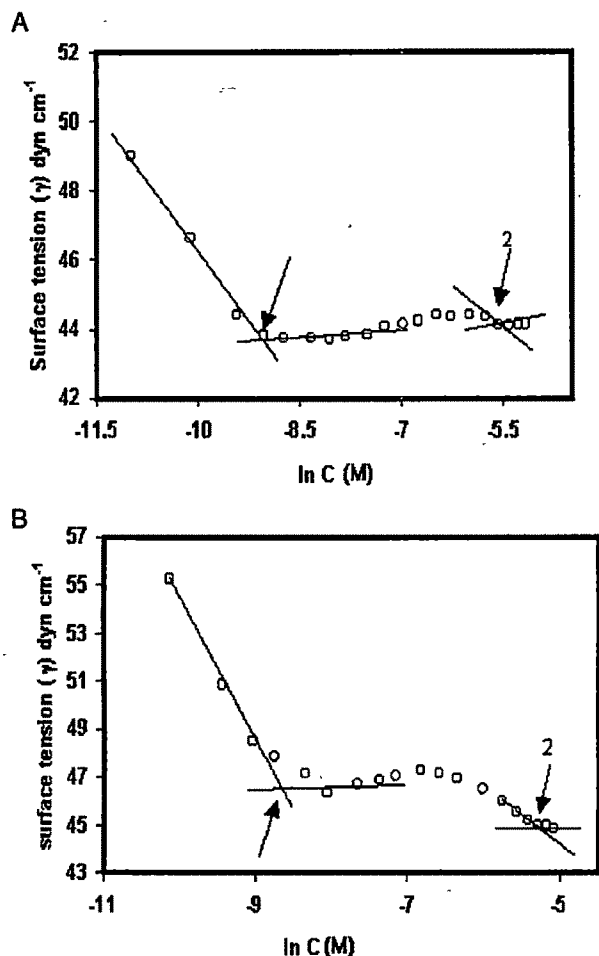 A
52
50
48
46
44
42
Surface tension (γ) dyn cm⁻¹
2
-11.5 -10 -8.5 -7 -5.5
ln C (M)
B
57
55
53
51
49
47
45
43
surface tension (γ) dyn cm⁻¹
2
-11 -9 -7 -5
ln C (M)